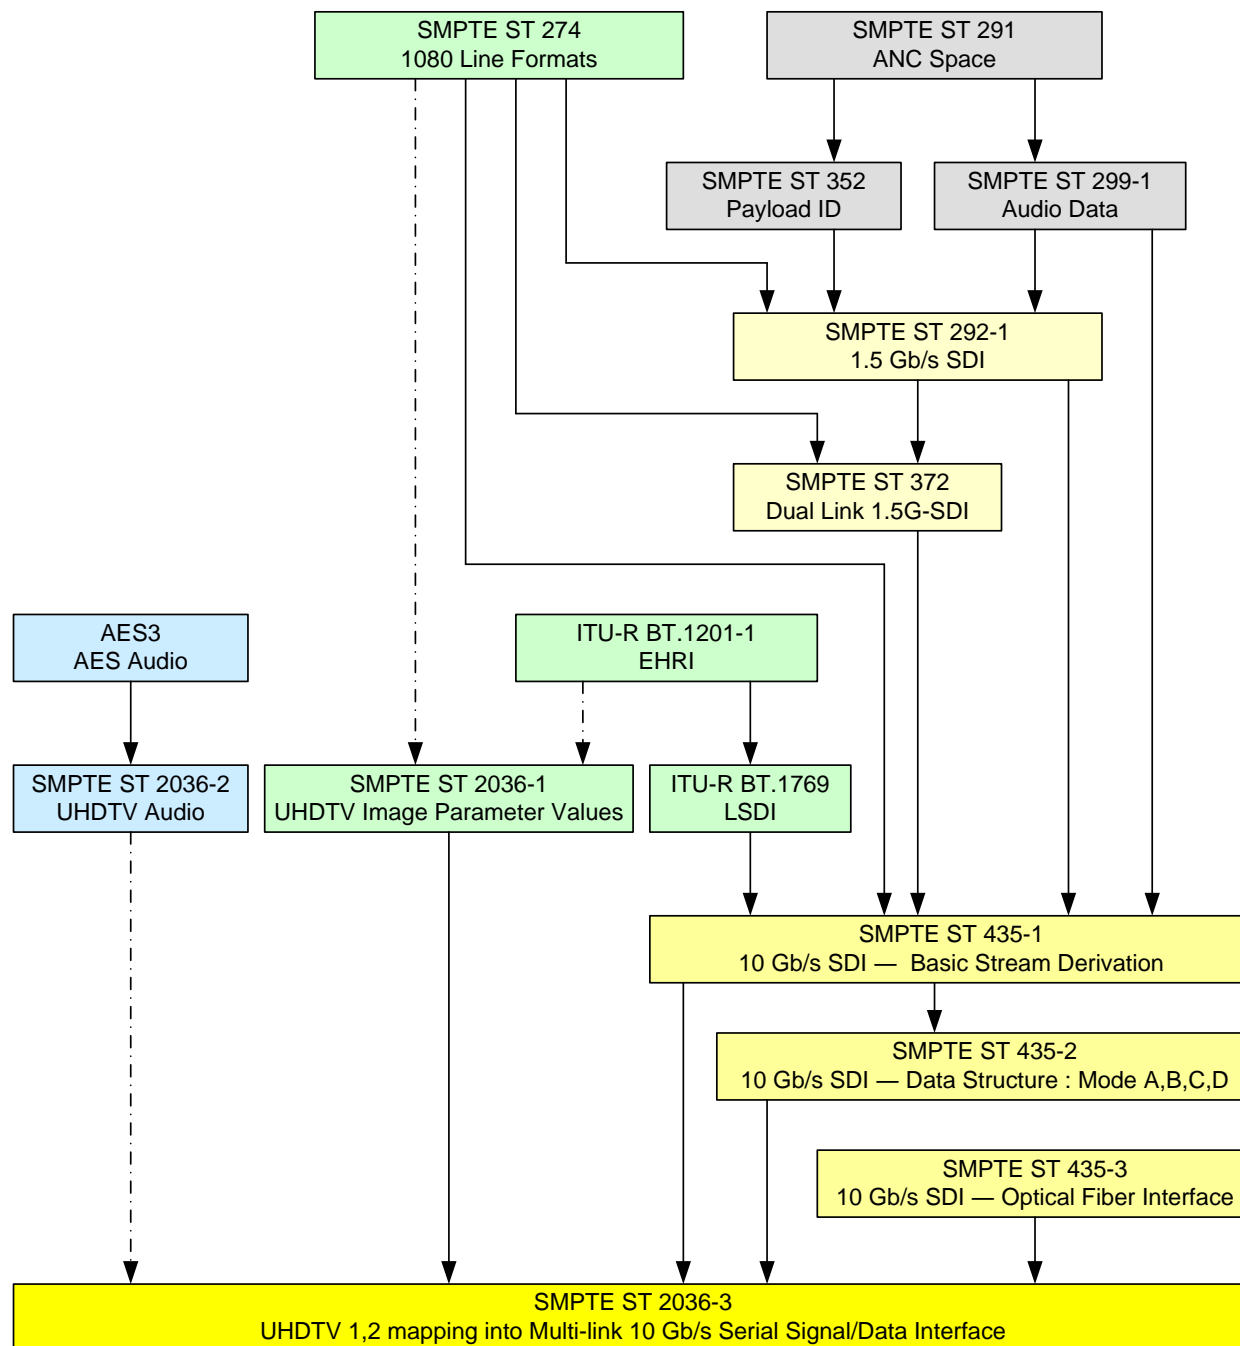 SMPTE ST 274
1080 Line Formats
SMPTE ST 291
ANC Space
SMPTE ST 352
Payload ID
SMPTE ST 299-1
Audio Data
SMPTE ST 292-1
1.5 Gb/s SDI
SMPTE ST 372
Dual Link 1.5G-SDI
AES3
AES Audio
ITU-R BT.1201-1
EHRI
SMPTE ST 2036-2
UHDTV Audio
SMPTE ST 2036-1
UHDTV Image Parameter Values
ITU-R BT.1769
LSDI
SMPTE ST 435-1
10 Gb/s SDI — Basic Stream Derivation
SMPTE ST 435-2
10 Gb/s SDI — Data Structure : Mode A,B,C,D
SMPTE ST 435-3
10 Gb/s SDI — Optical Fiber Interface
SMPTE ST 2036-3
UHDTV 1,2 mapping into Multi-link 10 Gb/s Serial Signal/Data Interface